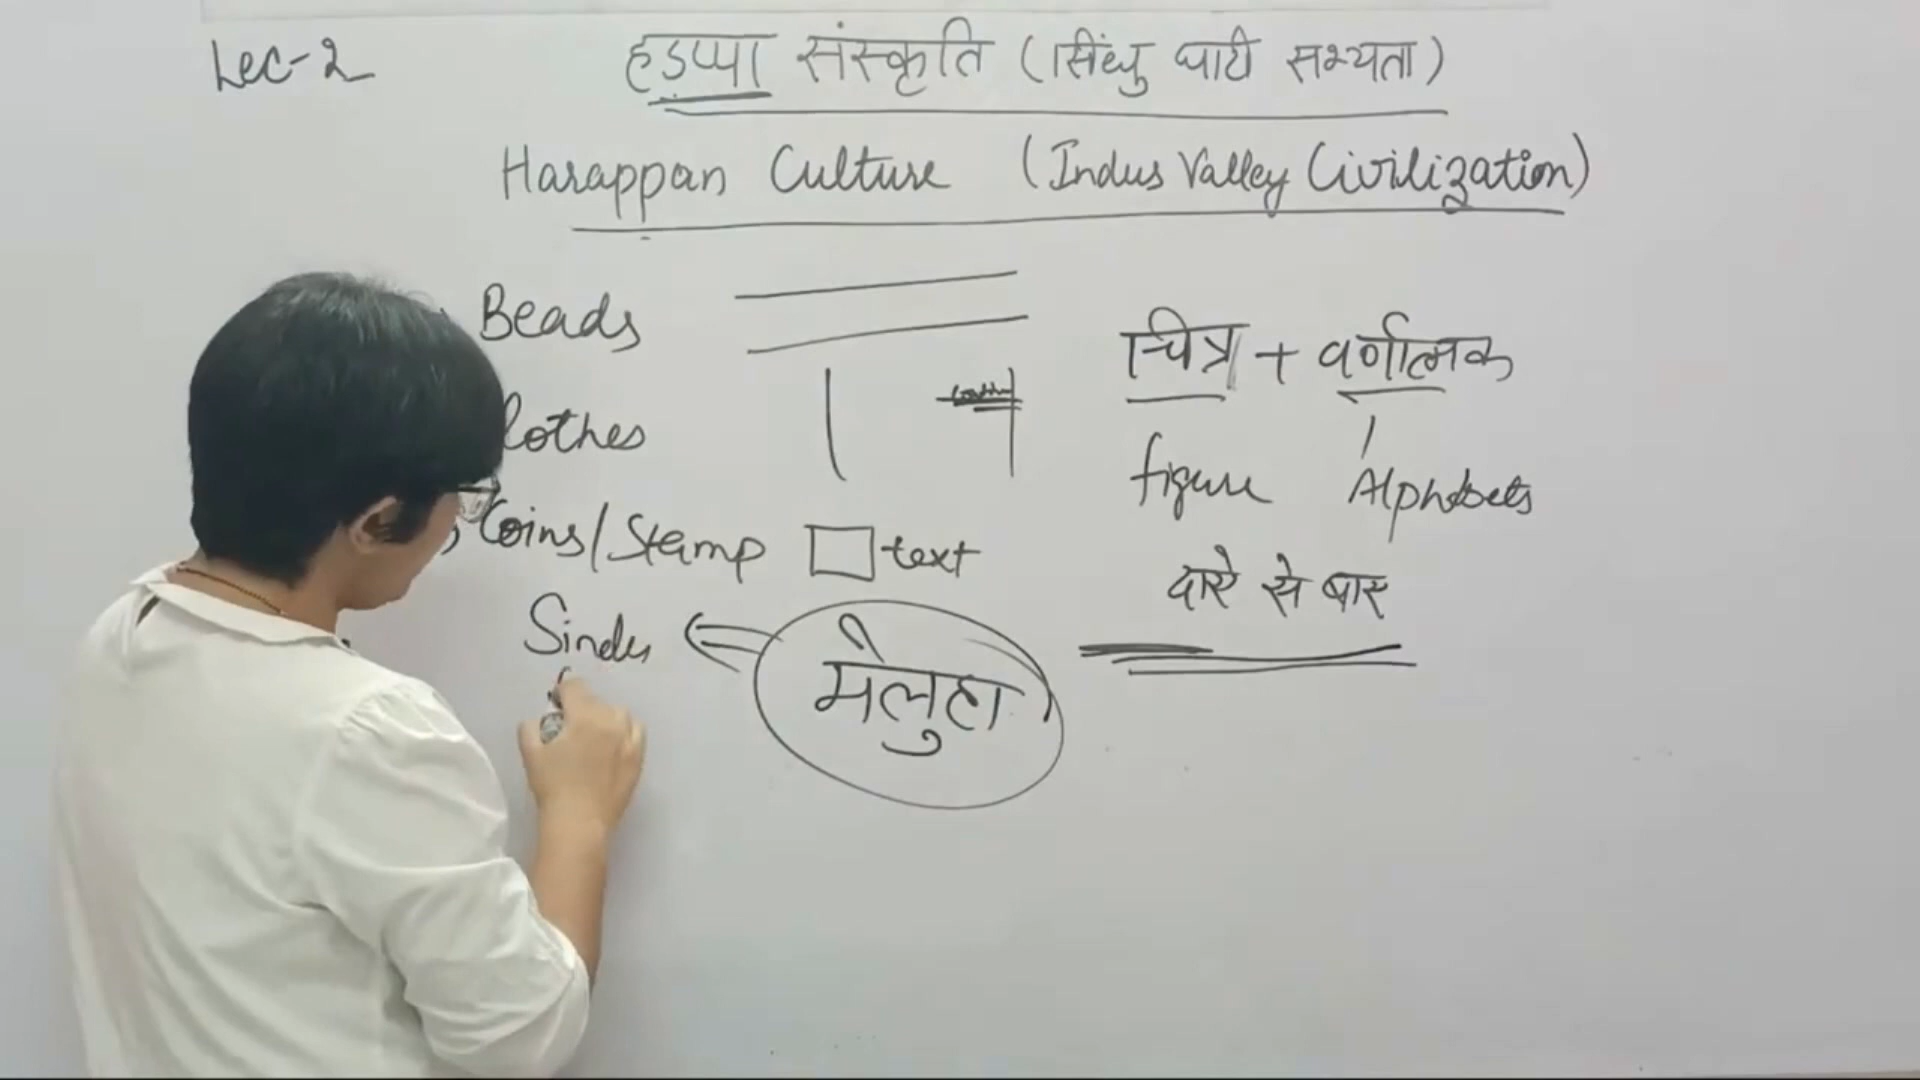 Lec-2
हडप्पा संस्कृति (सिंधु घाटी सभ्यता)
Harappan Culture (Indus Valley Civilization)
Beads
lothes
Coins/Stamp
text
Sindu
मेलुहा
चित्र + वर्णात्मक
figure Alphabets
दाएे से बाए